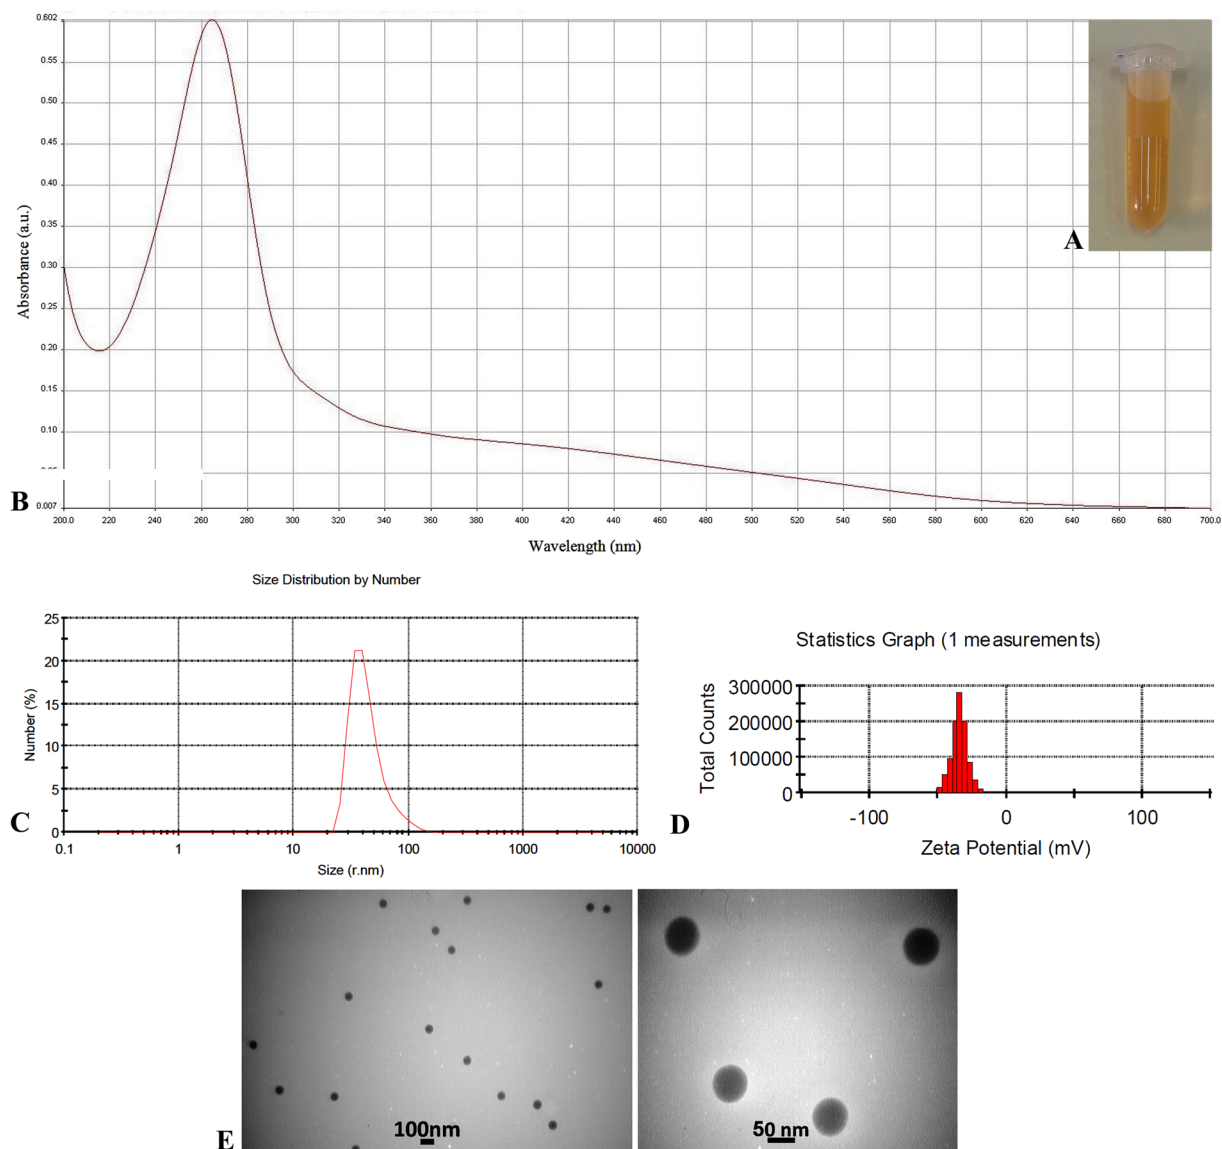 0.602
0.55
0.50
0.45
0.40
0.35
0.30
0.25
0.20
0.15
0.10
0.007
Absorbance (a.u.)
200.0 220 240 260 280 300 320 340 360 380 400 420 440 460 480 500 520 540 560 580 600 620 640 660 680 700.0
Wavelength (nm)
A
B
Size Distribution by Number
25
20
15
10
5
0
Number (%)
0.1 1 10 100 1000 10000
Size (r.nm)
C
Statistics Graph (1 measurements)
300000
200000
100000
0
Total Counts
-100 0 100
Zeta Potential (mV)
D
100nm
50 nm
E